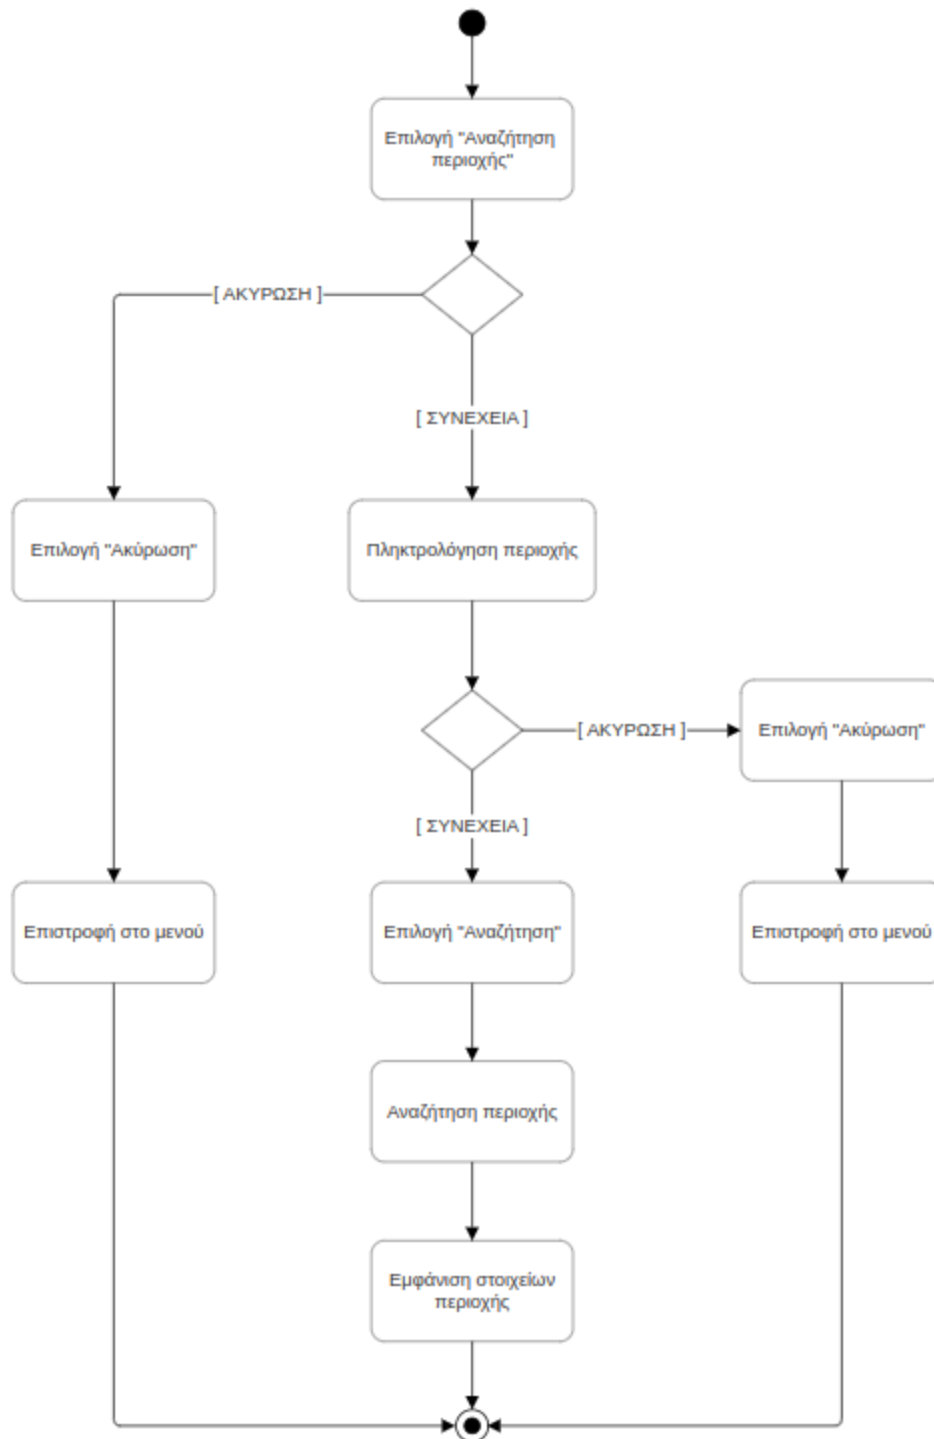 Επιλογή "Αναζήτηση
περιοχής"
[ ΑΚΥΡΩΣΗ ]
[ ΣΥΝΕΧΕΙΑ ]
Επιλογή "Ακύρωση"
Πληκτρολόγηση περιοχής
[ ΑΚΥΡΩΣΗ ]
Επιλογή "Ακύρωση"
[ ΣΥΝΕΧΕΙΑ ]
Επιστροφή στο μενού
Επιλογή "Αναζήτηση"
Επιστροφή στο μενού
Αναζήτηση περιοχής
Εμφάνιση στοιχείων
περιοχής